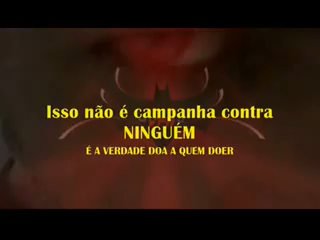 Isso não é campanha contra
NINGUÉM
É A VERDADE DOA A QUEM DOER